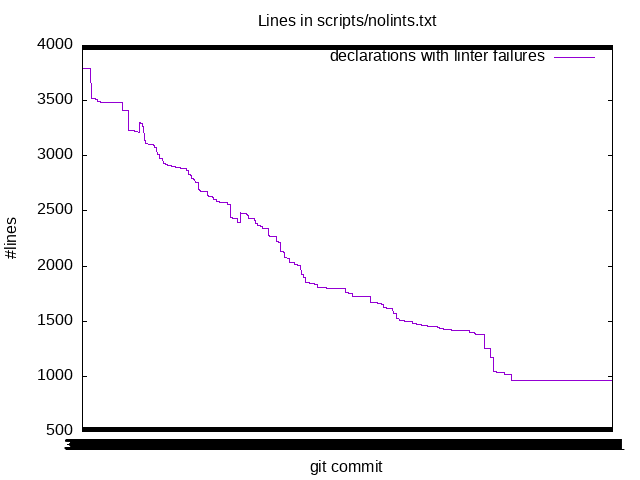 Lines in scripts/nolints.txt
4000
declarations with linter failures
3500
3000
2500
#lines
2000
1500
1000
500
git commit